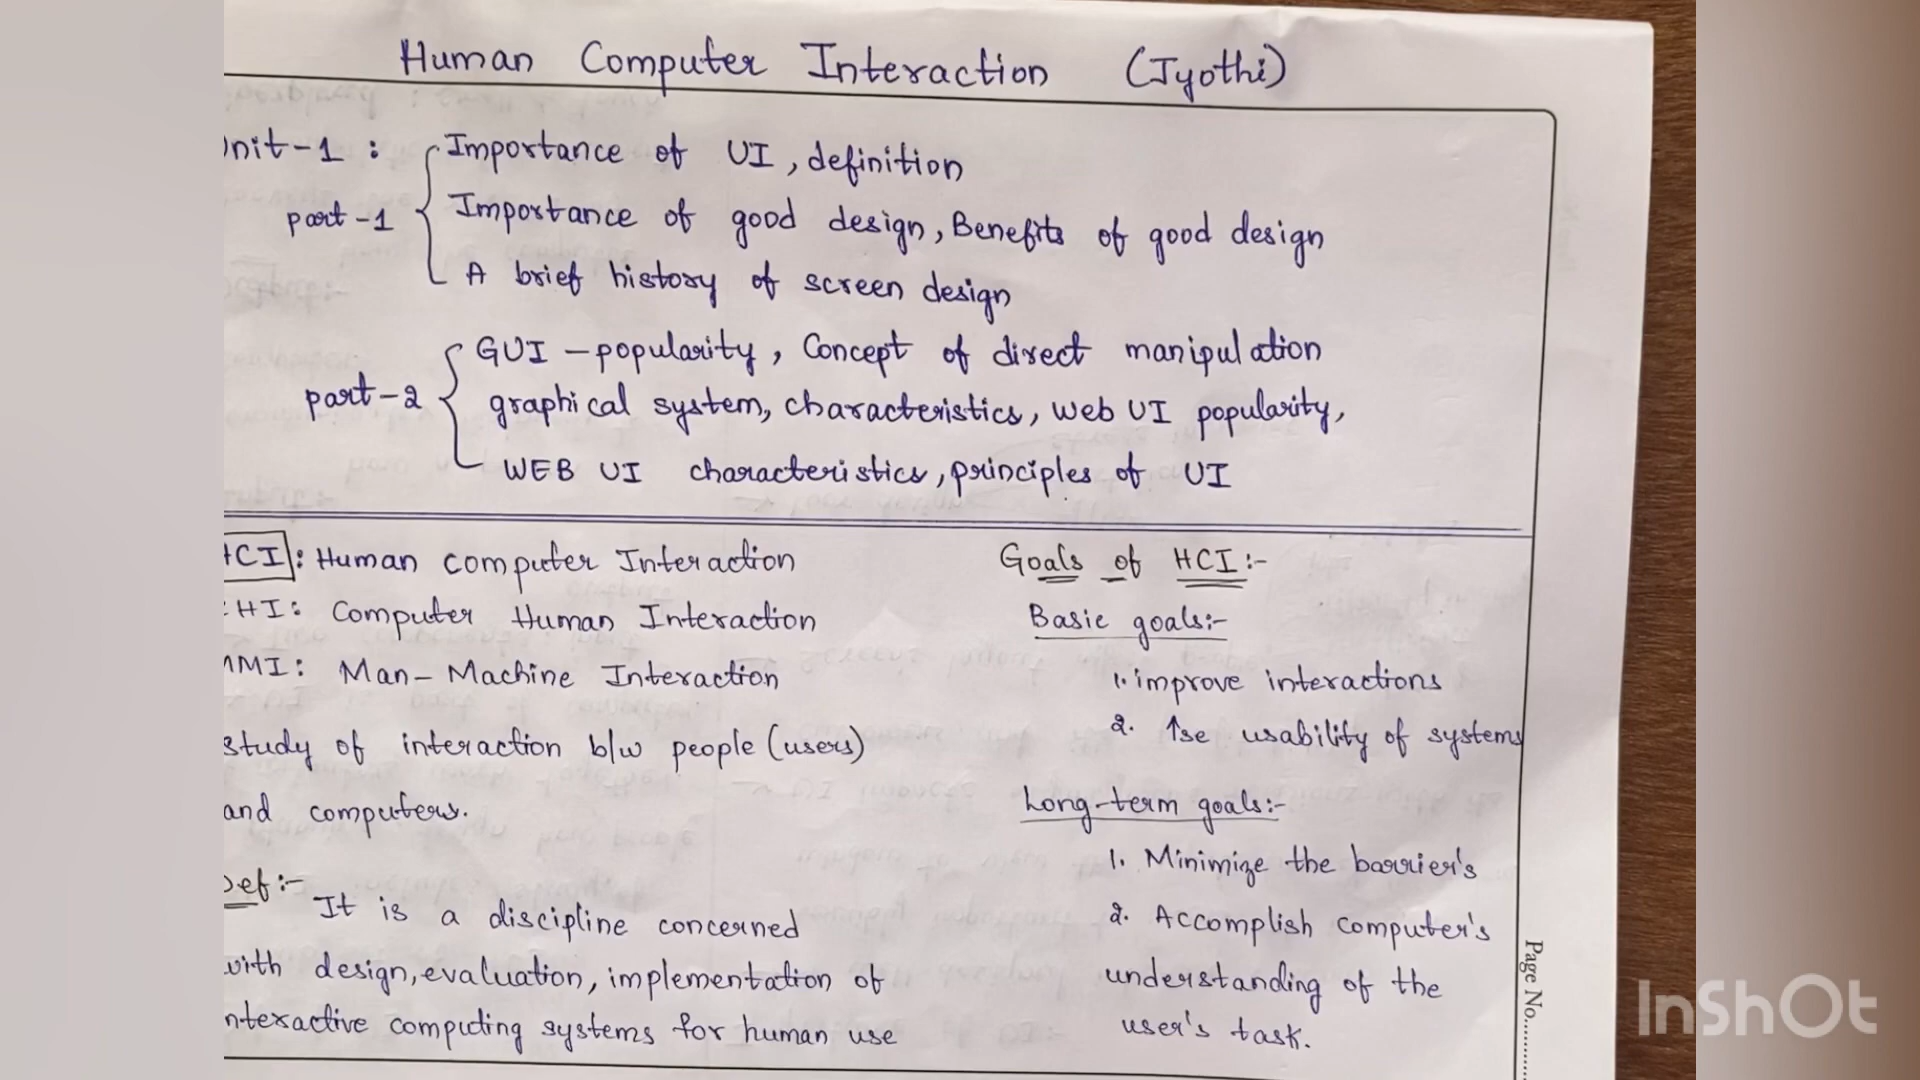 Human Computer Interaction (Jyothi)
Unit-1 : Importance of UI, definition
part-1 Importance of good design, Benefits of good design
A brief history of screen design
GUI - popularity, Concept of direct manipulation
part-2 graphical system, characteristics, web UI popularity,
WEB UI characteristics, principles of UI
HCI : Human computer Interaction
CHI : Computer Human Interaction
MMI : Man-Machine Interaction
study of interaction b/w people (users)
and computers.
Def :- It is a discipline concerned
with design, evaluation, implementation of
interactive computing systems for human use
Goals of HCI :-
Basic goals :-
1. improve interactions
2. ↑se usability of systems
Long-term goals :-
1. Minimize the barrier's
2. Accomplish computer's
understanding of the
user's task.
Page No..........
InShOt